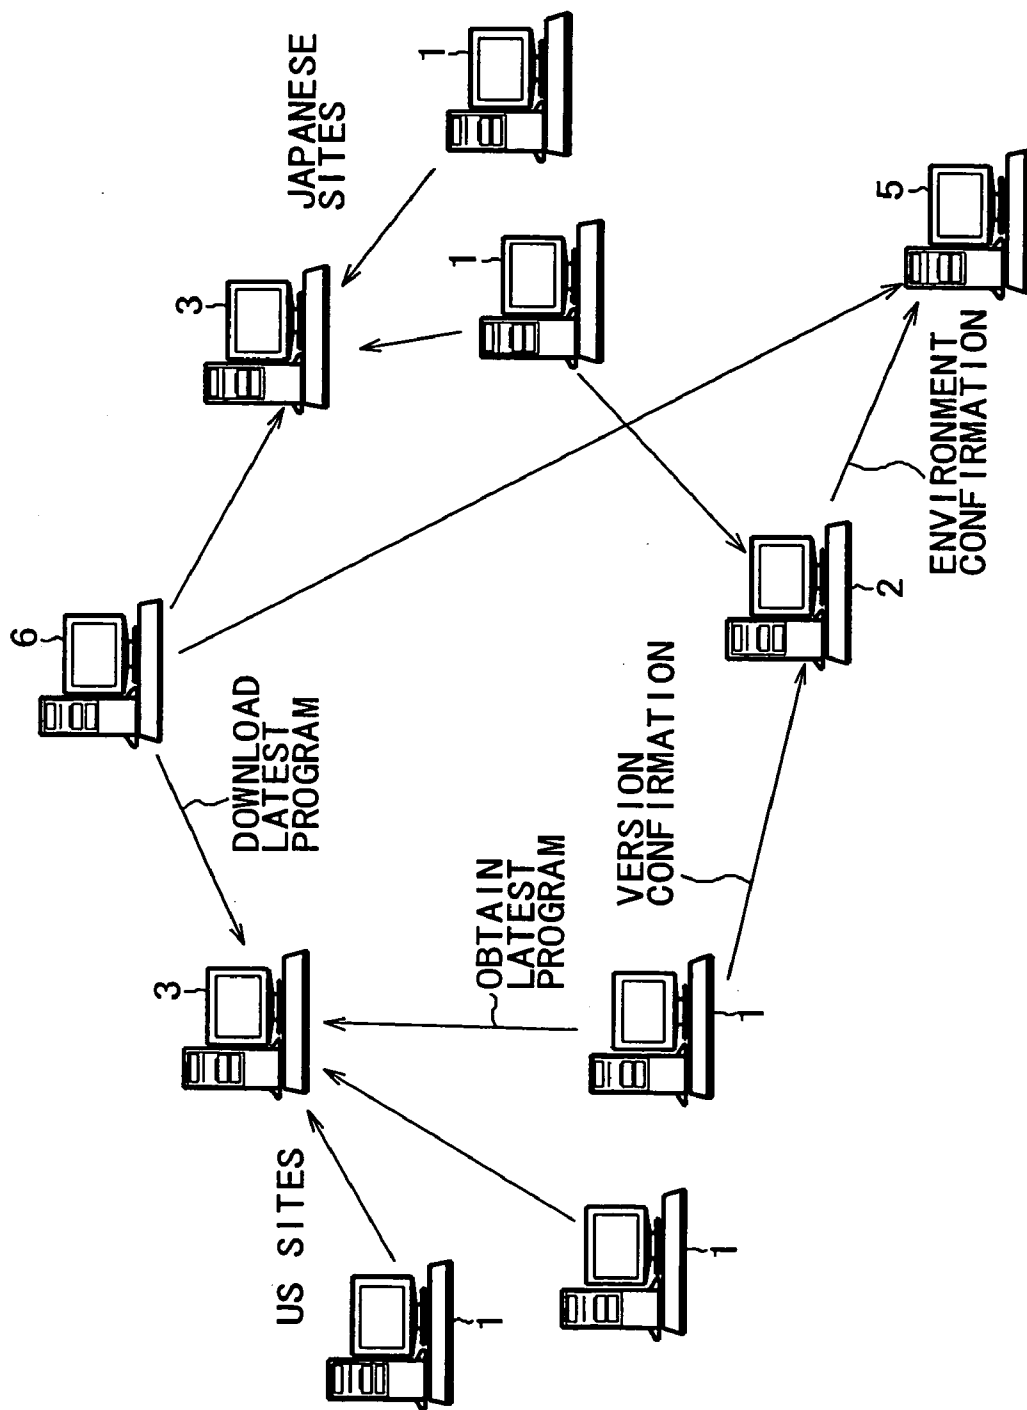 6
3
JAPANESE
SITES
1
1
DOWNLOAD
LATEST
PROGRAM
3
US SITES
1
1
OBTAIN
LATEST
PROGRAM
1
VERSION
CONFIRMATION
2
ENVIRONMENT
CONFIRMATION
5